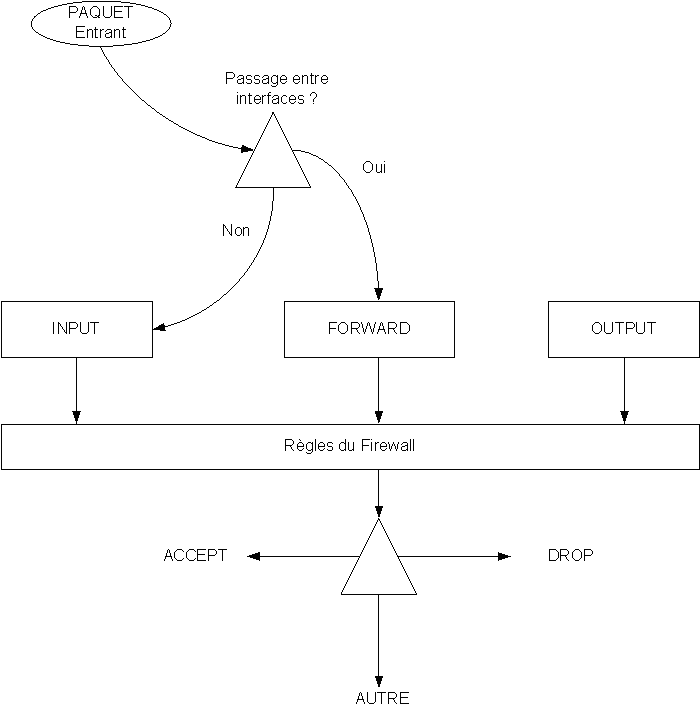 PAQUET
Entrant
Passage entre
interfaces ?
Oui
Non
INPUT
FORWARD
OUTPUT
Règles du Firewall
ACCEPT
DROP
AUTRE